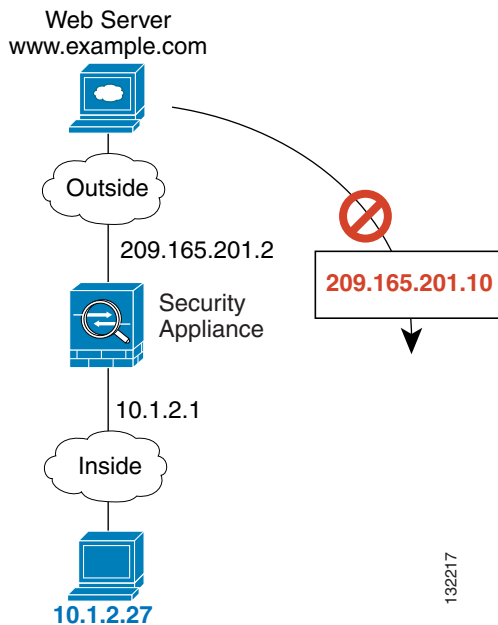 Web Server
www.example.com
Outside
209.165.201.2
209.165.201.10
Security
Appliance
10.1.2.1
Inside
10.1.2.27
132217